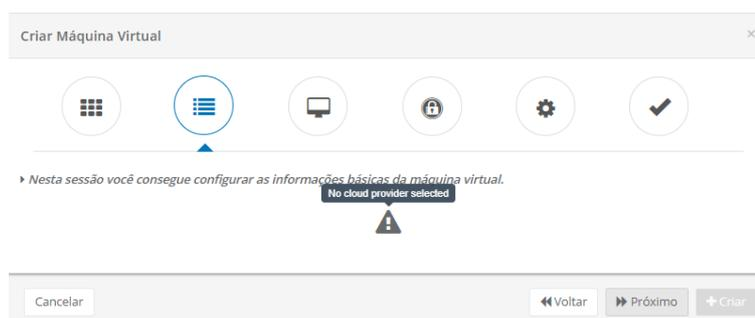 Criar Máquina Virtual
×
Nesta sessão você consegue configurar as informações básicas da máquina virtual.
No cloud provider selected
Cancelar
Voltar
Próximo
+ Criar